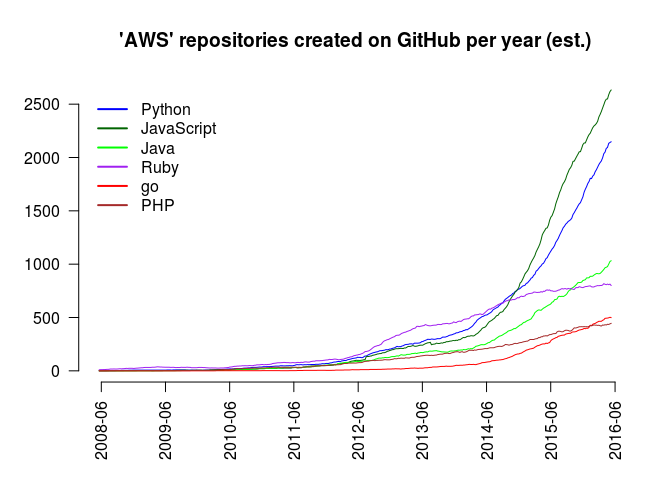 'AWS' repositories created on GitHub per year (est.)
2500
2000
1500
1000
500
0
Python
JavaScript
Java
Ruby
go
PHP
2008-06
2009-06
2010-06
2011-06
2012-06
2013-06
2014-06
2015-06
2016-06